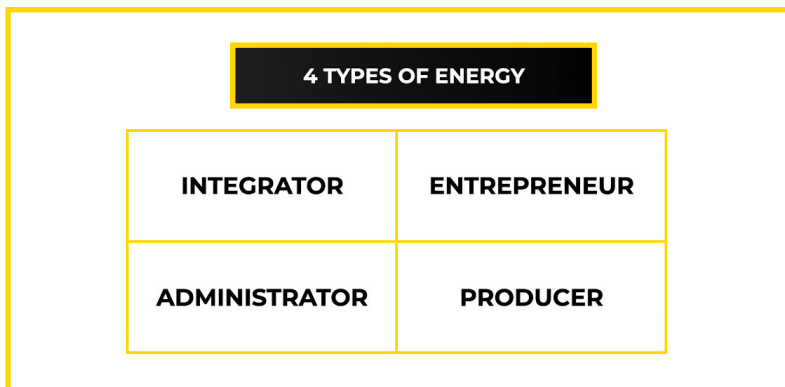 4 TYPES OF ENERGY
INTEGRATOR
ENTREPRENEUR
ADMINISTRATOR
PRODUCER